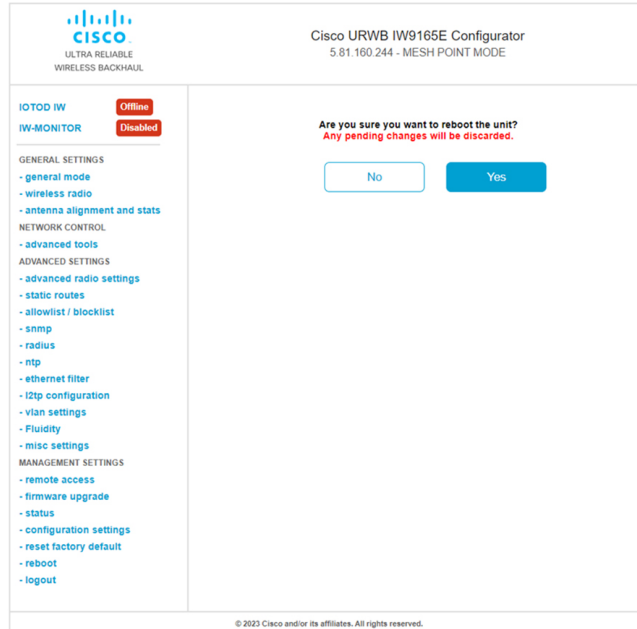 CISCO
ULTRA RELIABLE
WIRELESS BACKHAUL
Cisco URWB IW9165E Configurator
5.81.160.244 - MESH POINT MODE
IOTOD IW Offline
IW-MONITOR Disabled
GENERAL SETTINGS
- general mode
- wireless radio
- antenna alignment and stats
NETWORK CONTROL
- advanced tools
ADVANCED SETTINGS
- advanced radio settings
- static routes
- allowlist / blocklist
- snmp
- radius
- ntp
- ethernet filter
- l2tp configuration
- vlan settings
- Fluidity
- misc settings
MANAGEMENT SETTINGS
- remote access
- firmware upgrade
- status
- configuration settings
- reset factory default
- reboot
- logout
Are you sure you want to reboot the unit?
Any pending changes will be discarded.
No Yes
© 2023 Cisco and/or its affiliates. All rights reserved.